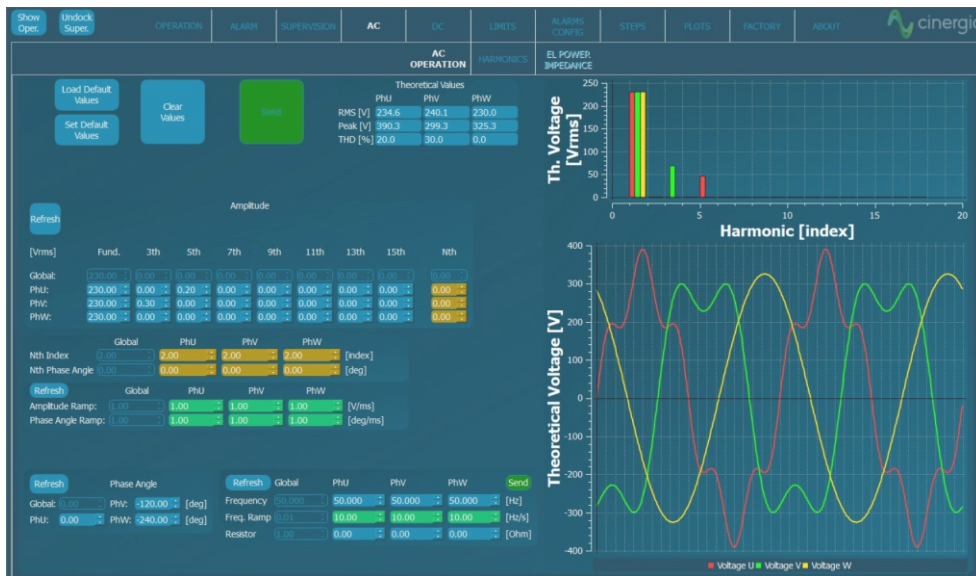 Show Oper.
Undock Super.
OPERATION ALARM SUPERVISION AC DC LIMITS ALARMS CONFIG STEPS PLOTS FACTORY ABOUT
cinergia
AC OPERATION HARMONICS EL POWER. IMPEDANCE
Load Default Values
Set Default Values
Clear Values
Send
Theoretical Values
PhU PhV PhW
RMS [V] 234.6 240.1 230.0
Peak [V] 390.3 299.3 325.3
THD [%] 20.0 30.0 0.0
Refresh
Amplitude
[Vrms] Fund. 3th 5th 7th 9th 11th 13th 15th Nth
Global: 230.00 0.00 0.00 0.00 0.00 0.00 0.00 0.00 0.00
PhU: 230.00 0.00 0.20 0.00 0.00 0.00 0.00 0.00 0.00
PhV: 230.00 0.30 0.00 0.00 0.00 0.00 0.00 0.00 0.00
PhW: 230.00 0.00 0.00 0.00 0.00 0.00 0.00 0.00 0.00
Global PhU PhV PhW
Nth Index 2.00 2.00 2.00 2.00 [index]
Nth Phase Angle 0.00 0.00 0.00 0.00 [deg]
Refresh Global PhU PhV PhW
Amplitude Ramp: 1.00 1.00 1.00 1.00 [V/ms]
Phase Angle Ramp: 1.00 1.00 1.00 1.00 [deg/ms]
Refresh Phase Angle
Global: 0.00 PhV: -120.00 [deg]
PhU: 0.00 PhW: -240.00 [deg]
Refresh Global PhU PhV PhW Send
Frequency 50.000 50.000 50.000 50.000 [Hz]
Freq. Ramp 0.01 10.00 10.00 10.00 [Hz/s]
Resistor 1.00 0.00 0.00 0.00 [Ohm]
Th. Voltage [Vrms]
250
200
150
100
50
0
0 5 10 15 20
Harmonic [index]
Theoretical Voltage [V]
400
300
200
100
0
-100
-200
-300
-400
Voltage U Voltage V Voltage W